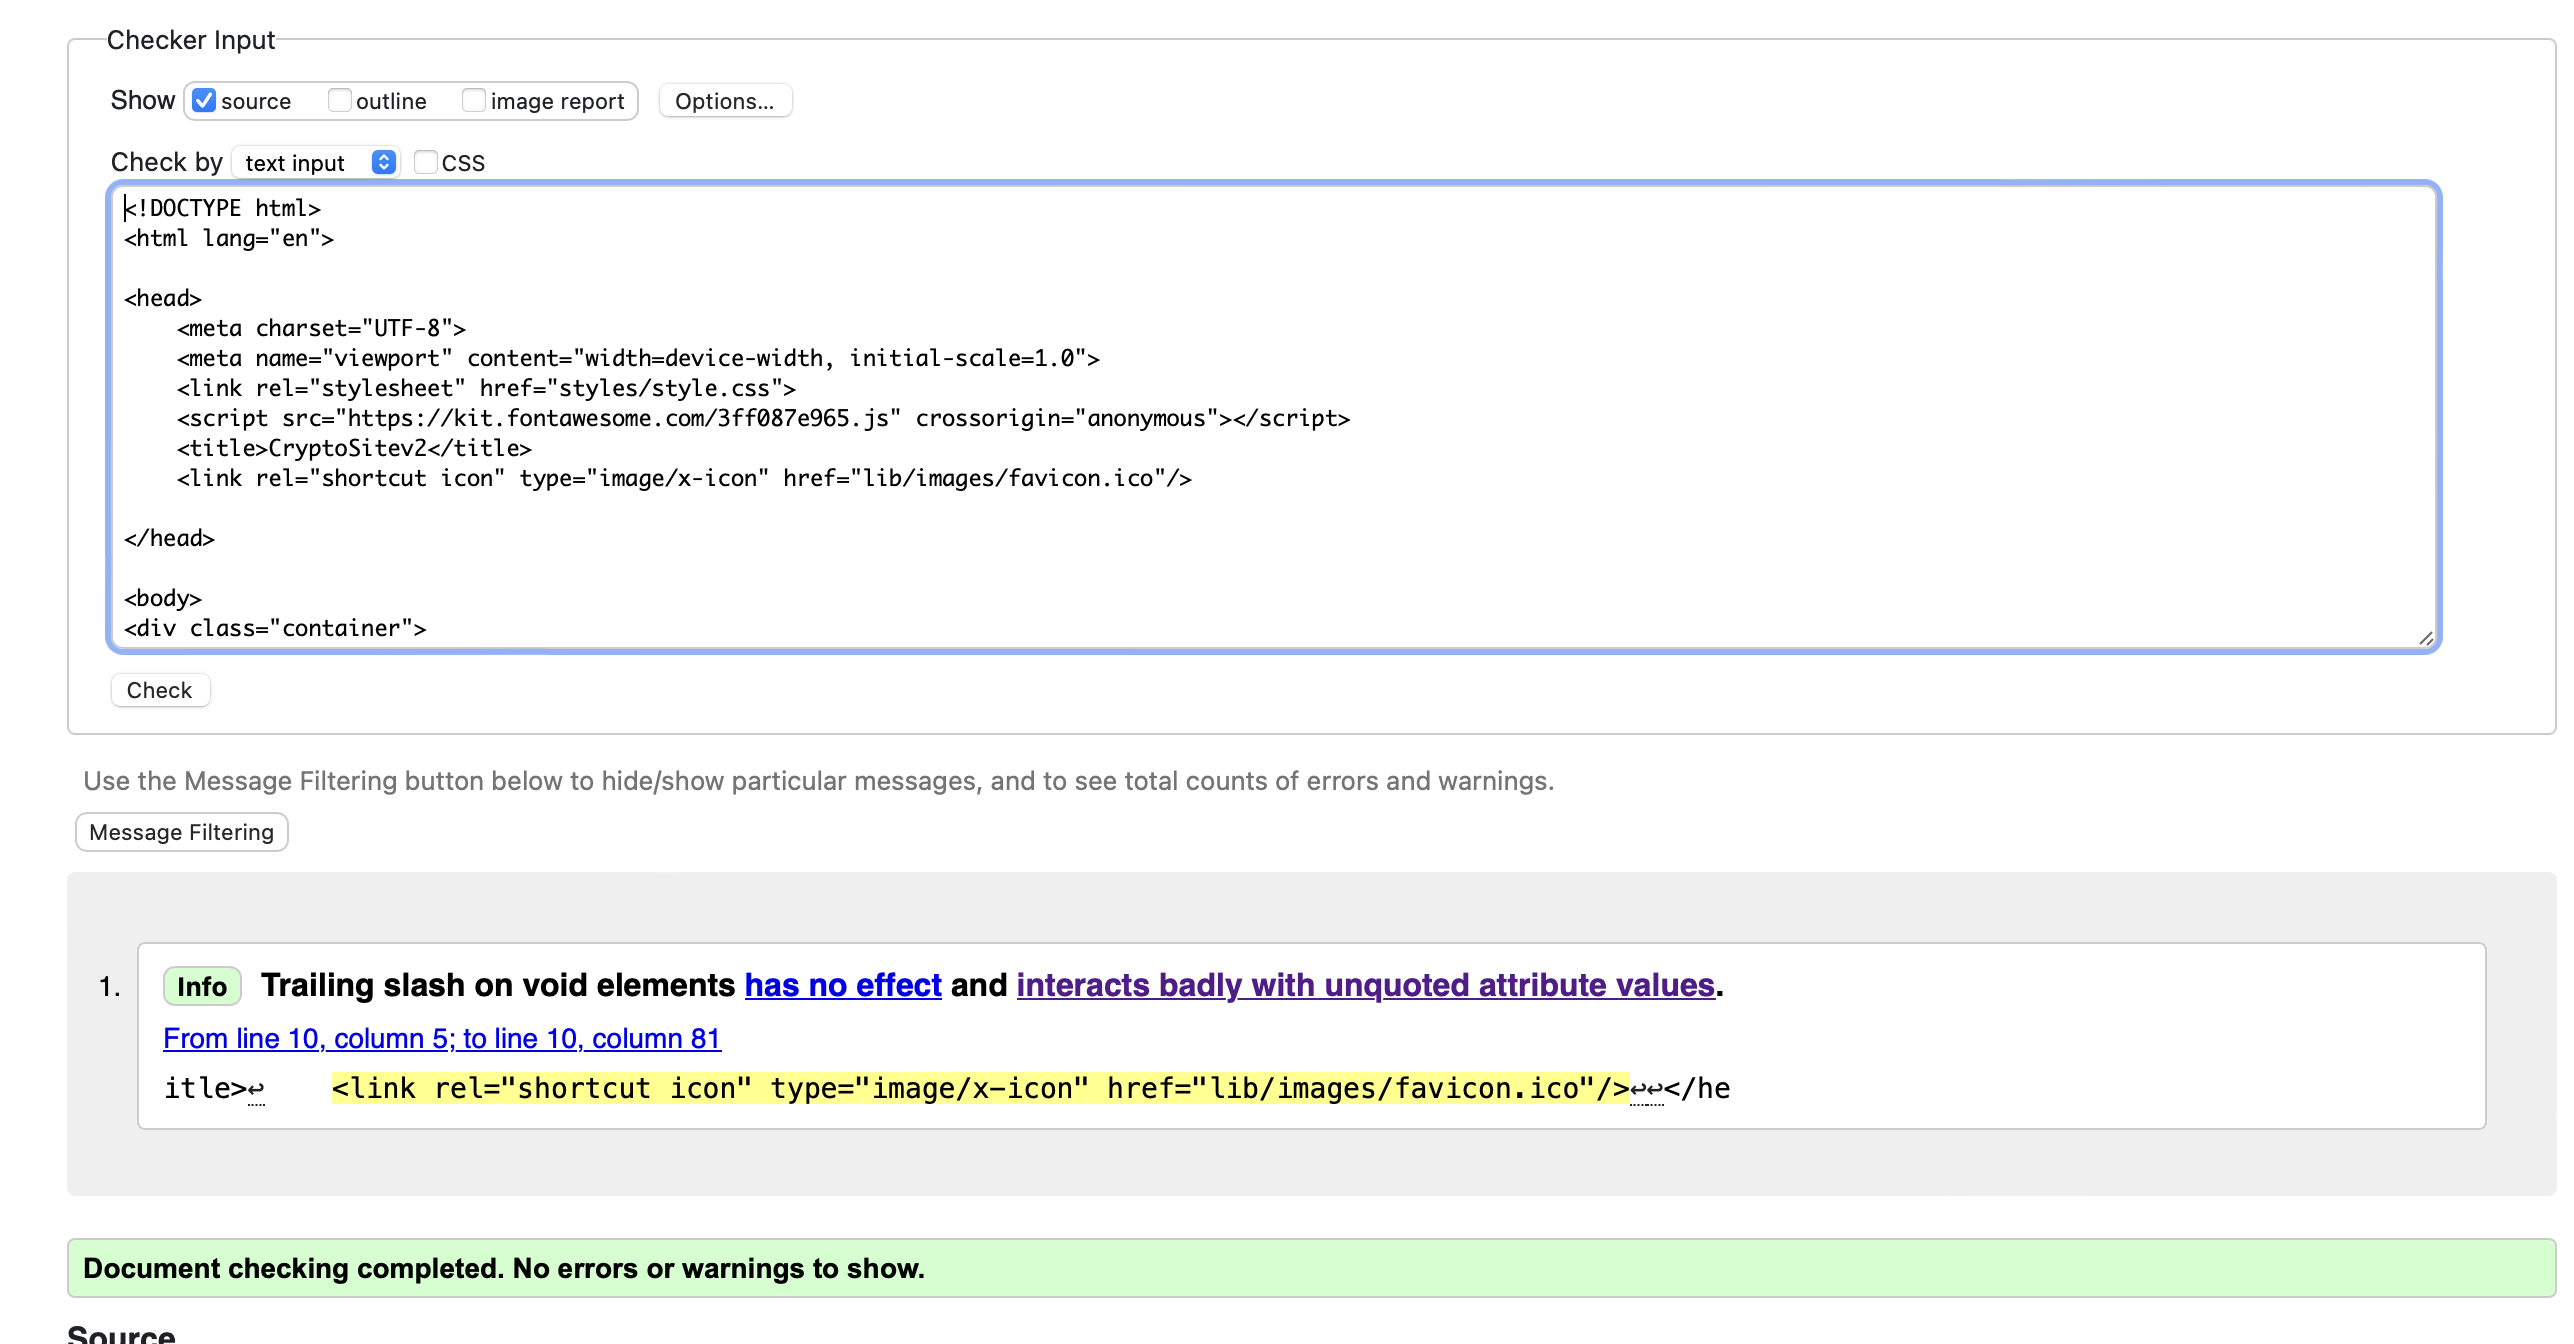 Checker Input
Show source outline image report Options...
Check by text input CSS
<!DOCTYPE html>
<html lang="en">
<head>
    <meta charset="UTF-8">
    <meta name="viewport" content="width=device-width, initial-scale=1.0">
    <link rel="stylesheet" href="styles/style.css">
    <script src="https://kit.fontawesome.com/3ff087e965.js" crossorigin="anonymous"></script>
    <title>CryptoSitev2</title>
    <link rel="shortcut icon" type="image/x-icon" href="lib/images/favicon.ico"/>
</head>
<body>
<div class="container">
Check
Use the Message Filtering button below to hide/show particular messages, and to see total counts of errors and warnings.
Message Filtering
1. Info Trailing slash on void elements has no effect and interacts badly with unquoted attribute values.
From line 10, column 5; to line 10, column 81
itle>↩    <link rel="shortcut icon" type="image/x-icon" href="lib/images/favicon.ico"/>↩↩</he
Document checking completed. No errors or warnings to show.
Source